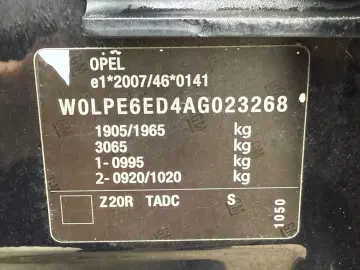 OPEL
e1*2007/46*0141
W0LPE6ED4AG023268
1905/1965 kg
3065 kg
1-0995 kg
2-0920/1020 kg
Z20R TADC S
1050